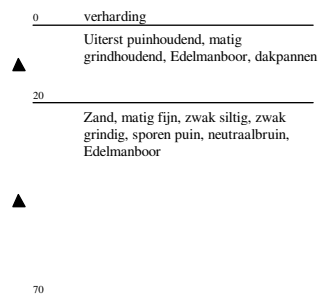 0 verharding
Uiterst puinhoudend, matig
grindhoudend, Edelmanboor, dakpannen
20
Zand, matig fijn, zwak siltig, zwak
grindig, sporen puin, neutraalbruin,
Edelmanboor
70